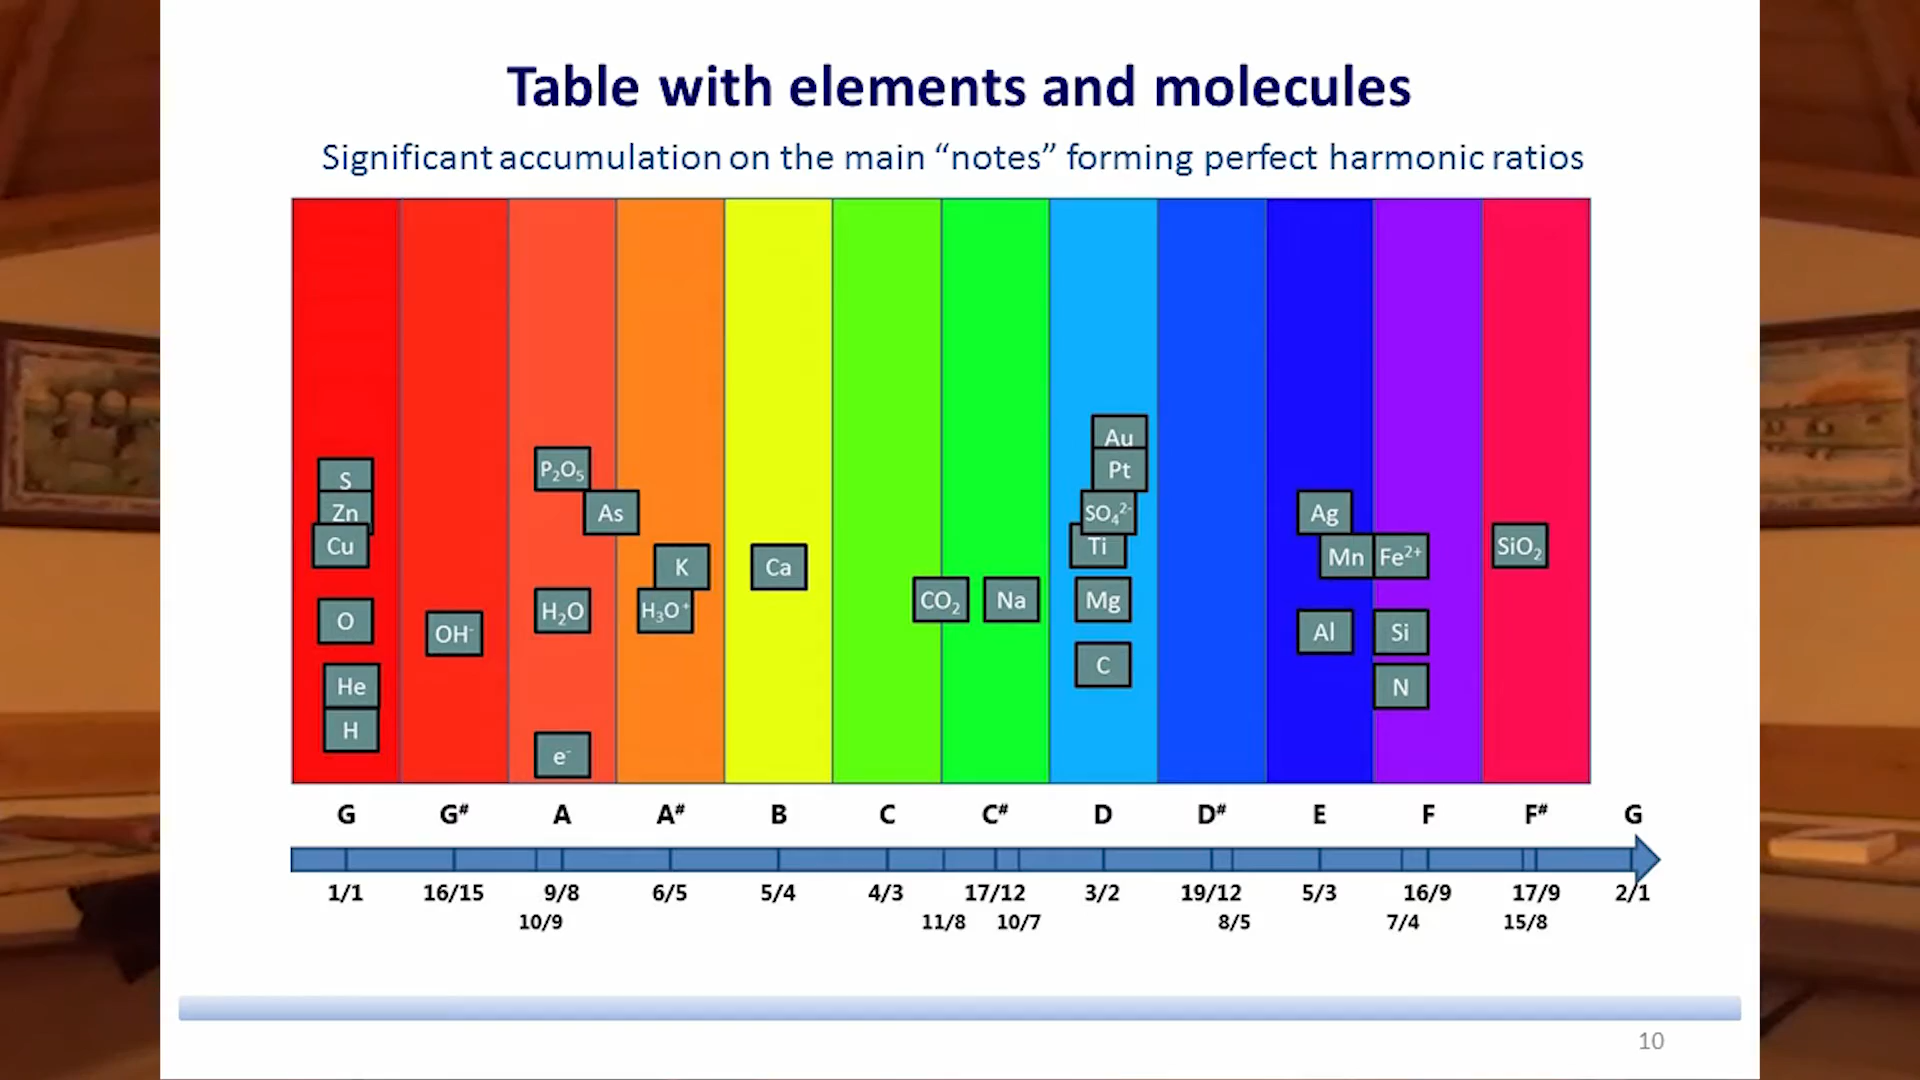 Table with elements and molecules
Significant accumulation on the main “notes” forming perfect harmonic ratios
Au
S P₂O₅ Pt
Zn As SO₄²⁻ Ag
Cu Ti SiO₂
K Ca Mn Fe²⁺
O H₂O H₃O⁺ CO₂ Na Mg
OH⁻ Al Si
He C N
H
e⁻
G G# A A# B C C# D D# E F F# G
1/1 16/15 9/8 6/5 5/4 4/3 17/12 3/2 19/12 5/3 16/9 17/9 2/1
10/9 11/8 10/7 8/5 7/4 15/8
10